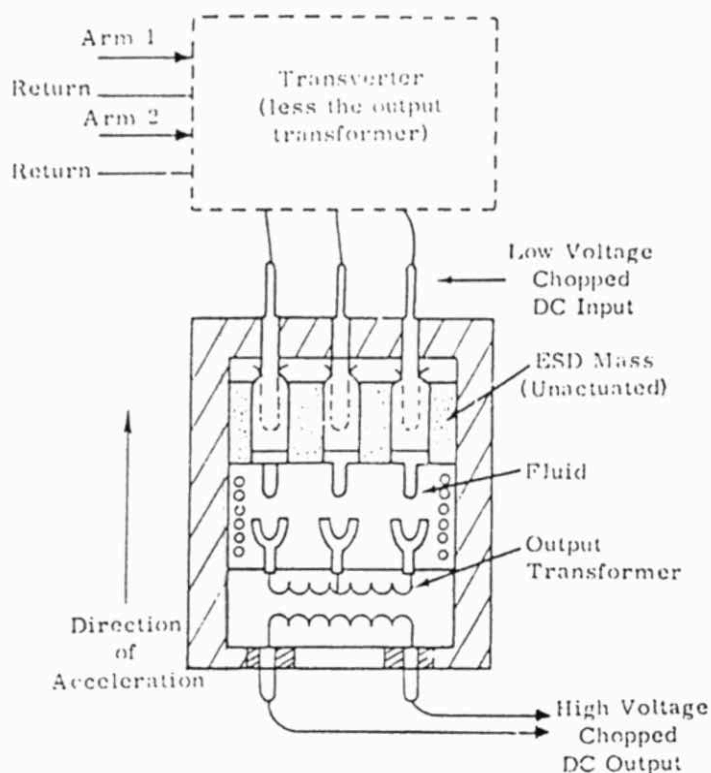 Arm 1
Return
Arm 2
Return
Transverter
(less the output
transformer)
Low Voltage
Chopped
DC Input
ESD Mass
(Unactuated)
Fluid
Output
Transformer
Direction
of
Acceleration
High Voltage
Chopped
DC Output